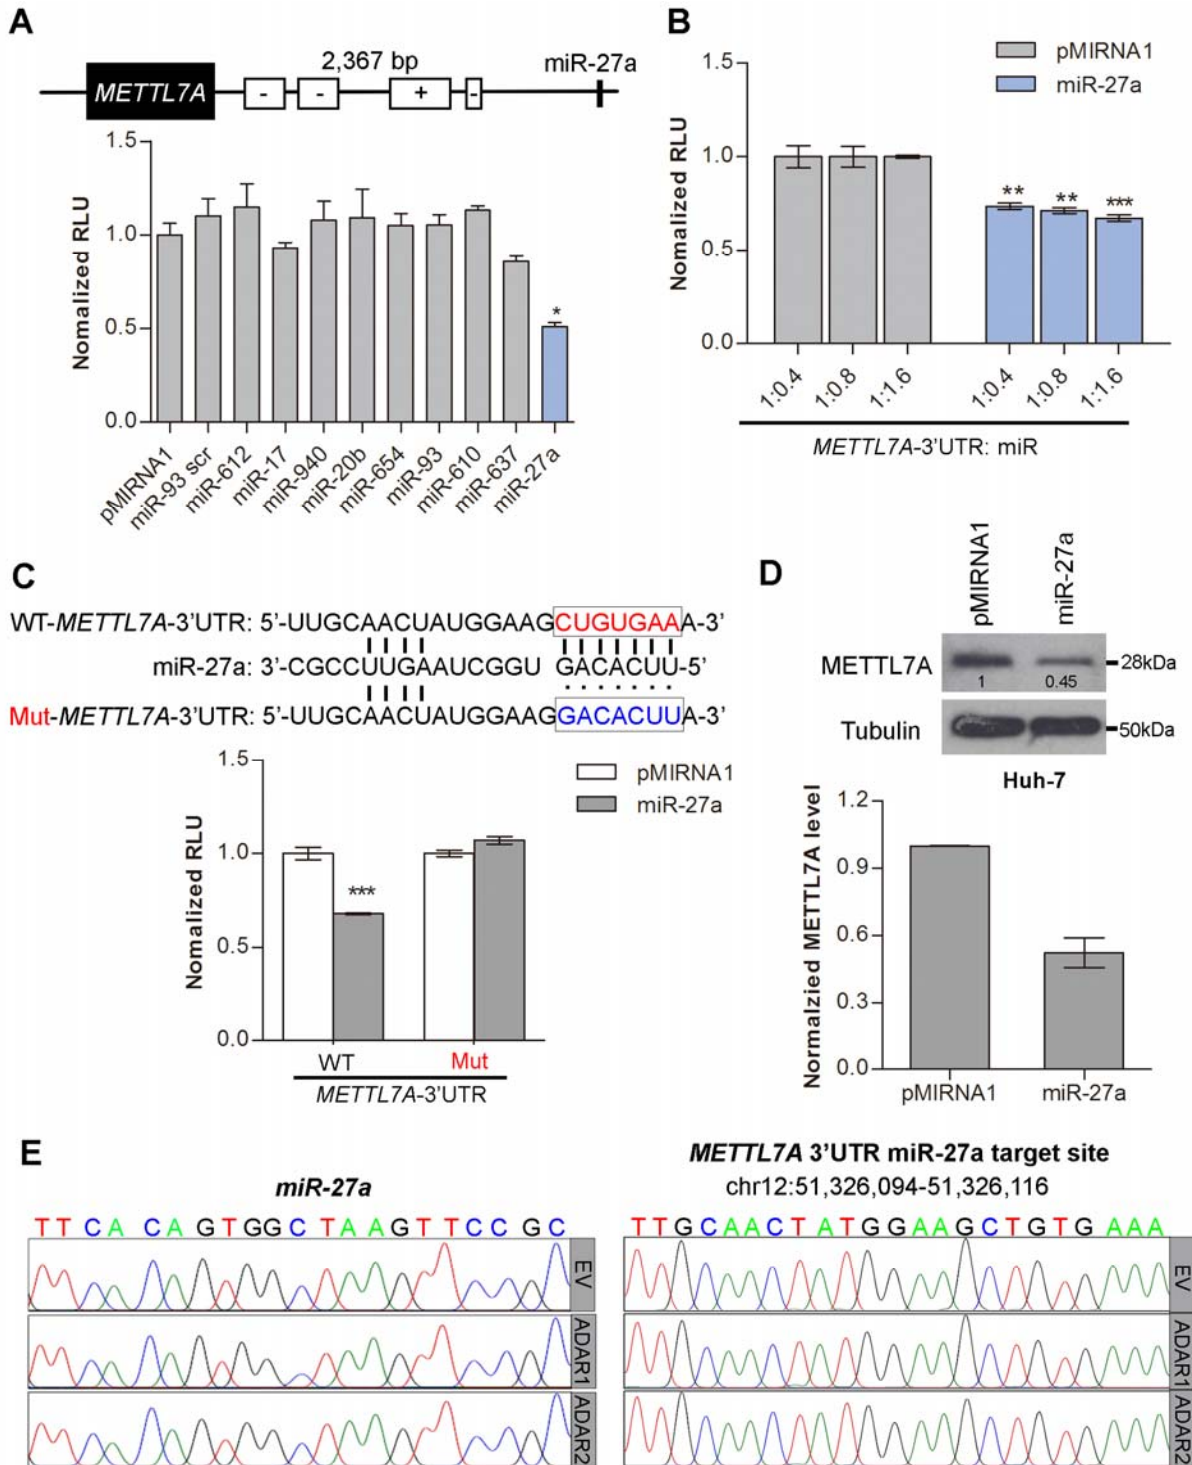 A
METTL7A
2,367 bp
miR-27a
- - + -
Nomalized RLU
1.5
1.0
0.5
0.0
pMIRNA1
miR-93 scr
miR-612
miR-17
miR-940
miR-20b
miR-654
miR-93
miR-610
miR-637
miR-27a
*
B
pMIRNA1
miR-27a
Nomalized RLU
1.5
1.0
0.5
0.0
** ** ***
1:0.4 1:0.8 1:1.6 1:0.4 1:0.8 1:1.6
METTL7A-3'UTR: miR
C
WT-METTL7A-3'UTR: 5'-UUGCAACUAUGGAAGCUGUGAAA-3'
miR-27a: 3'-CGCCUUGAAUCGGU GACACUU-5'
Mut-METTL7A-3'UTR: 5'-UUGCAACUAUGGAAGGACACUUA-3'
pMIRNA1
miR-27a
Nomalized RLU
1.5
1.0
0.5
0.0
***
WT Mut
METTL7A-3'UTR
D
pMIRNA1 miR-27a
METTL7A 1 0.45 28kDa
Tubulin 50kDa
Huh-7
Normalzied METTL7A level
1.2
0.9
0.6
0.3
0.0
pMIRNA1 miR-27a
E
miR-27a
TTCA CA GTGGC TAAGTTCC GC
EV
ADAR1
ADAR2
METTL7A 3'UTR miR-27a target site
chr12:51,326,094-51,326,116
TTGCAACTATGGAAGCTGTG AAA
EV
ADAR1
ADAR2